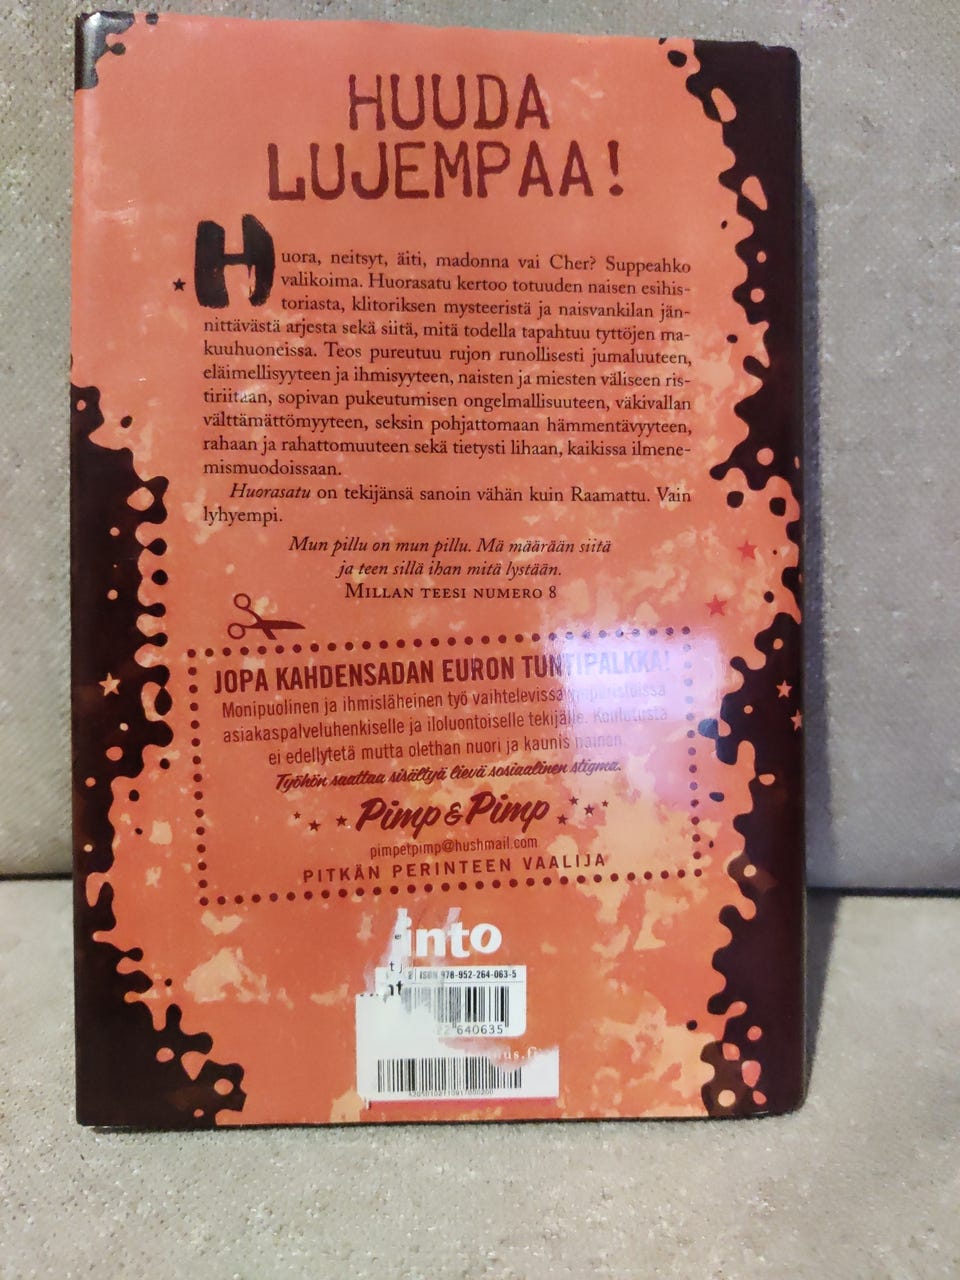 HUUDA
LUJEMPAA!
Huora, neitsyt, äiti, madonna vai Cher? Suppeahko
valikoima. Huorasatu kertoo totuuden naisen esihis-
toriasta, klitoriksen mysteeristä ja naisvankilan jän-
nittävästä arjesta sekä siitä, mitä todella tapahtuu tyttöjen ma-
kuuhuoneissa. Teos pureutuu rujon runollisesti jumaluuteen,
eläimellisyyteen ja ihmisyyteen, naisten ja miesten väliseen ris-
tiriitaan, sopivan pukeutumisen ongelmallisuuteen, väkivallan
välttämättömyyteen, seksin pohjattomaan hämmentävyyteen,
rahaan ja rahattomuuteen sekä tietysti lihaan, kaikissa ilmene-
mismuodoissaan.
Huorasatu on tekijänsä sanoin vähän kuin Raamattu. Vain
lyhyempi.
Mun pillu on mun pillu. Mä määrään siitä
ja teen sillä ihan mitä lystään.
MILLAN TEESI NUMERO 8
JOPA KAHDENSADAN EURON TUNTIPALKKA!
Monipuolinen ja ihmisläheinen työ vaihtelevissa ympäristöissä
asiakaspalveluhenkiselle ja iloluontoiselle tekijälle. Koulutusta
ei edellytetä mutta olethan nuori ja kaunis nainen.
Työhön saattaa sisältyä lievä sosiaalinen stigma.
Pimp & Pimp
pimpetpimp@hushmail.com
PITKÄN PERINTEEN VAALIJA
into
ISBN 978-952-264-063-5
640635